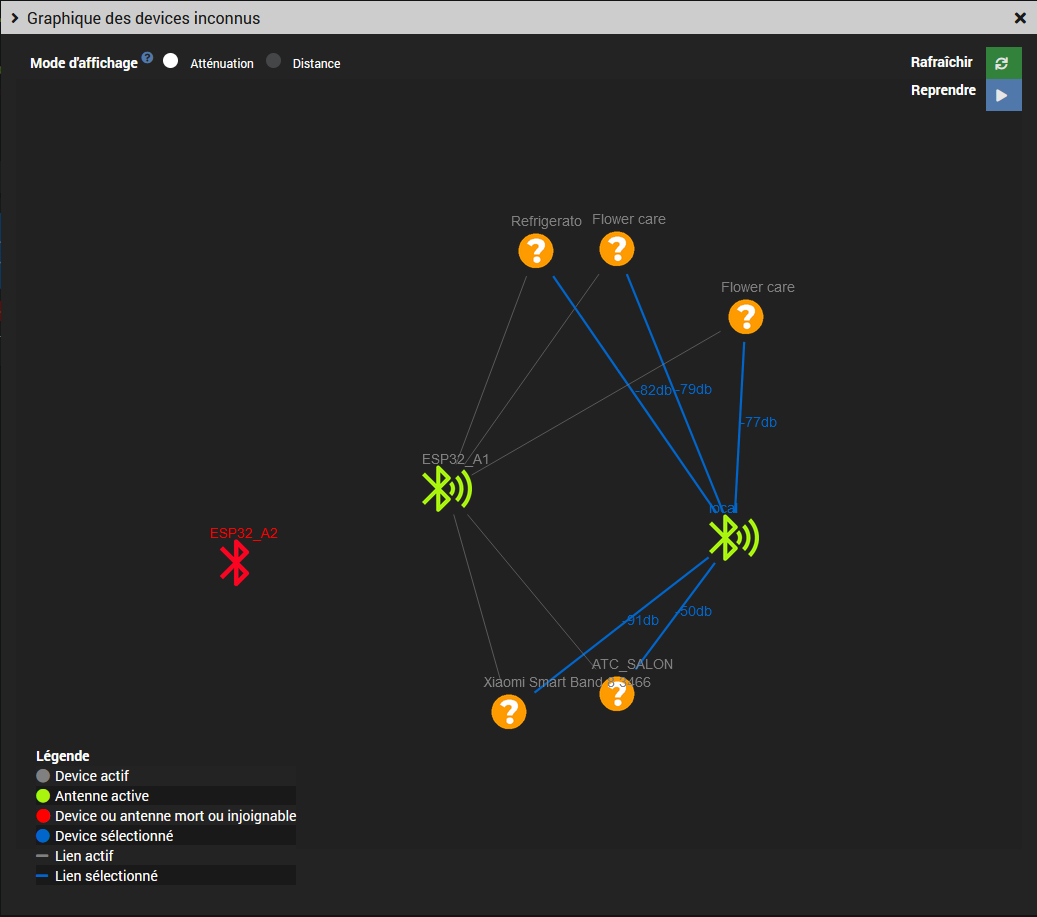 Graphique des devices inconnus
Mode d'affichage ? Atténuation Distance
Rafraîchir
Reprendre
Refrigerato
Flower care
Flower care
-82db
-79db
-77db
ESP32_A1
local
ESP32_A2
-91db
-50db
ATC_SALON
Xiaomi Smart Band
466
Légende
Device actif
Antenne active
Device ou antenne mort ou injoignable
Device sélectionné
Lien actif
Lien sélectionné